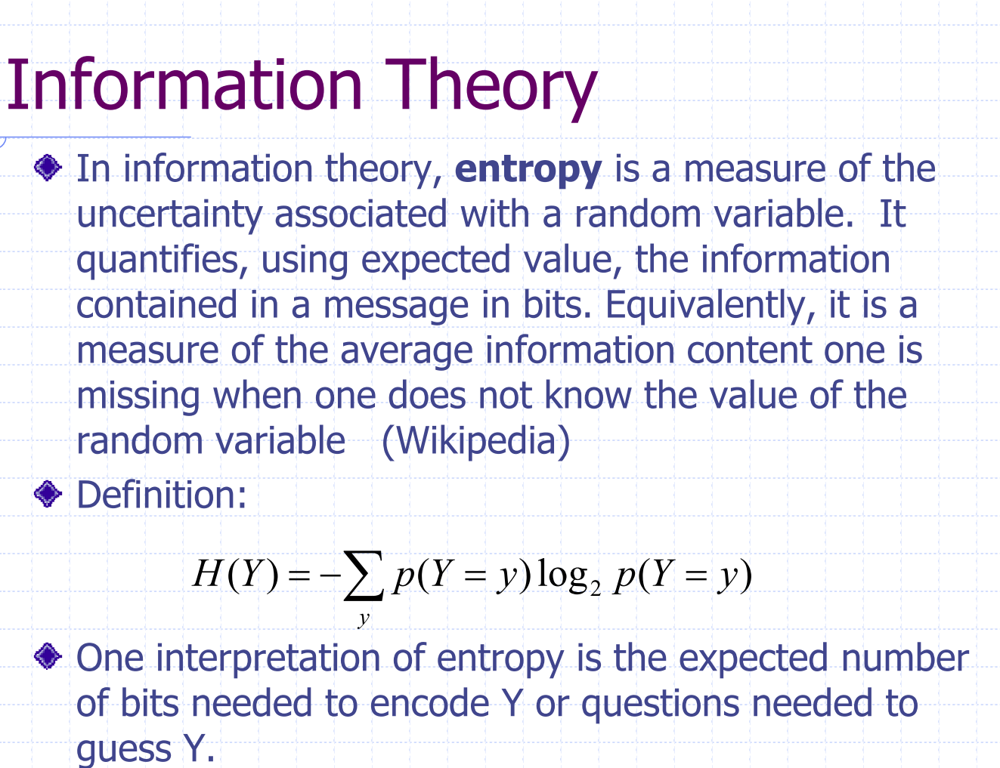 Information Theory
In information theory, entropy is a measure of the
uncertainty associated with a random variable.  It
quantifies, using expected value, the information
contained in a message in bits. Equivalently, it is a
measure of the average information content one is
missing when one does not know the value of the
random variable   (Wikipedia)
Definition:
H(Y) = −∑ p(Y = y) log₂ p(Y = y)
y
One interpretation of entropy is the expected number
of bits needed to encode Y or questions needed to
guess Y.